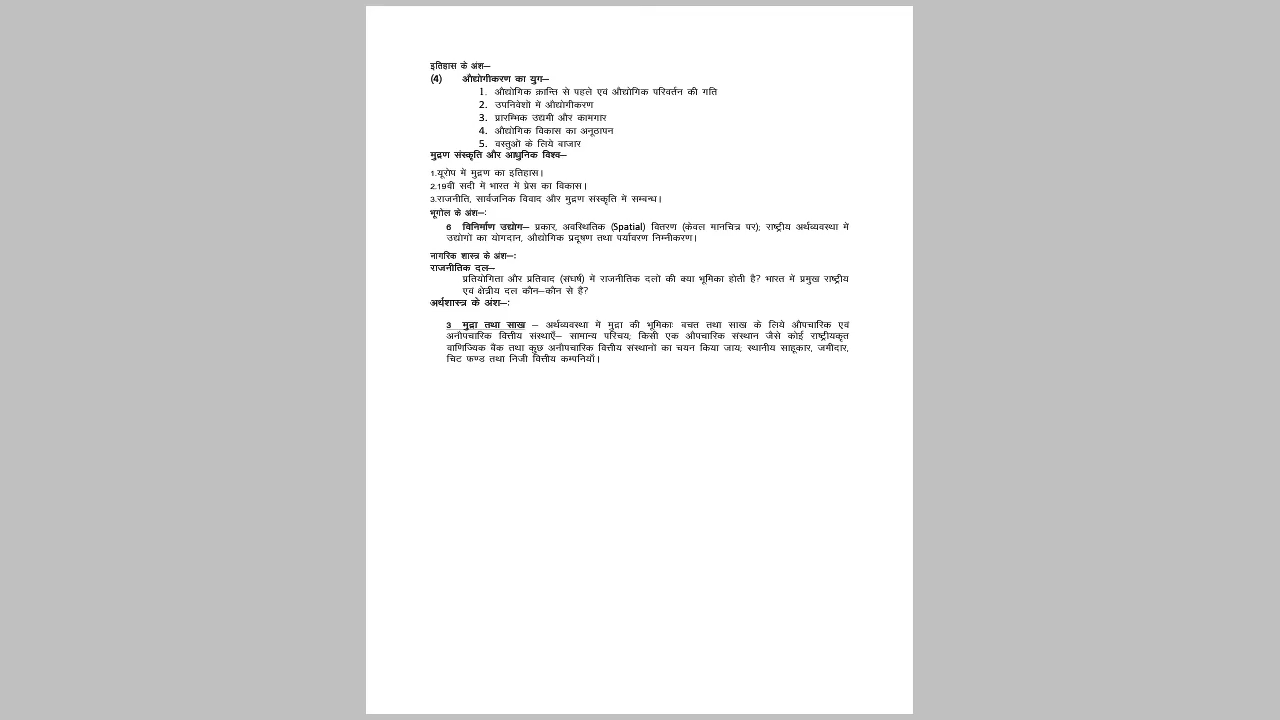 इतिहास के अंश—
(4) औद्योगीकरण का युग—
1. औद्योगिक क्रान्ति से पहले एवं औद्योगिक परिवर्तन की गति
2. उपनिवेशों में औद्योगीकरण
3. प्रारम्भिक उद्यमी और कामगार
4. औद्योगिक विकास का अनूठापन
5. वस्तुओं के लिये बाजार
मुद्रण संस्कृति और आधुनिक विश्व—
1.यूरोप में मुद्रण का इतिहास।
2.19वीं सदी में भारत में प्रेस का विकास।
3.राजनीति, सार्वजनिक विवाद और मुद्रण संस्कृति में सम्बन्ध।
भूगोल के अंश—:
6 विनिर्माण उद्योग— प्रकार, अवस्थितिक (Spatial) वितरण (केवल मानचित्र पर); राष्ट्रीय अर्थव्यवस्था में
उद्योगों का योगदान, औद्योगिक प्रदूषण तथा पर्यावरण निम्नीकरण।
नागरिक शास्त्र के अंश—:
राजनीतिक दल—
प्रतियोगिता और प्रतिवाद (संघर्ष) में राजनीतिक दलों की क्या भूमिका होती है? भारत में प्रमुख राष्ट्रीय
एवं क्षेत्रीय दल कौन—कौन से हैं?
अर्थशास्त्र के अंश—:
3 मुद्रा तथा साख — अर्थव्यवस्था में मुद्रा की भूमिकाः बचत तथा साख के लिये औपचारिक एवं
अनौपचारिक वित्तीय संस्थाएँ— सामान्य परिचय; किसी एक औपचारिक संस्थान जैसे कोई राष्ट्रीयकृत
वाणिज्यिक बैंक तथा कुछ अनौपचारिक वित्तीय संस्थानों का चयन किया जाय; स्थानीय साहूकार, जमींदार,
चिट फण्ड तथा निजी वित्तीय कम्पनियाँ।